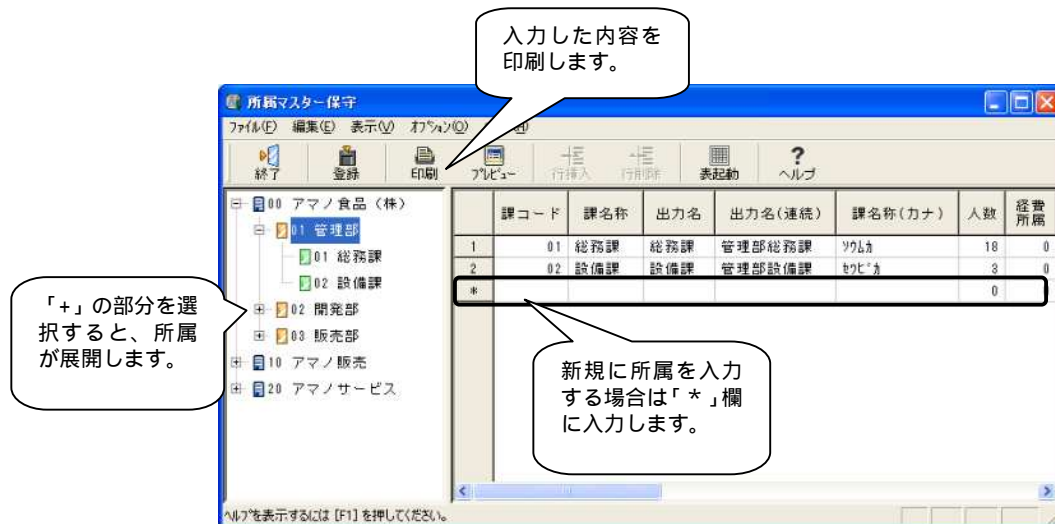 入力した内容を
印刷します。
所属マスター保守
ファイル(F) 編集(E) 表示(V) オプション(O)
終了 登録 印刷 プレビュー 行挿入 行削除 表起動 ヘルプ
00 アマノ食品(株)
01 管理部
01 総務課
02 設備課
02 開発部
03 販売部
10 アマノ販売
20 アマノサービス
課コード 課名称 出力名 出力名(連続) 課名称(カナ) 人数 経費所属
1 01 総務課 総務課 管理部総務課 ソウムカ 18 0
2 02 設備課 設備課 管理部設備課 セツビカ 3 0
* 0
「+」の部分を選
択すると、所属
が展開します。
新規に所属を入力
する場合は「*」欄
に入力します。
ヘルプを表示するには [F1] を押してください。